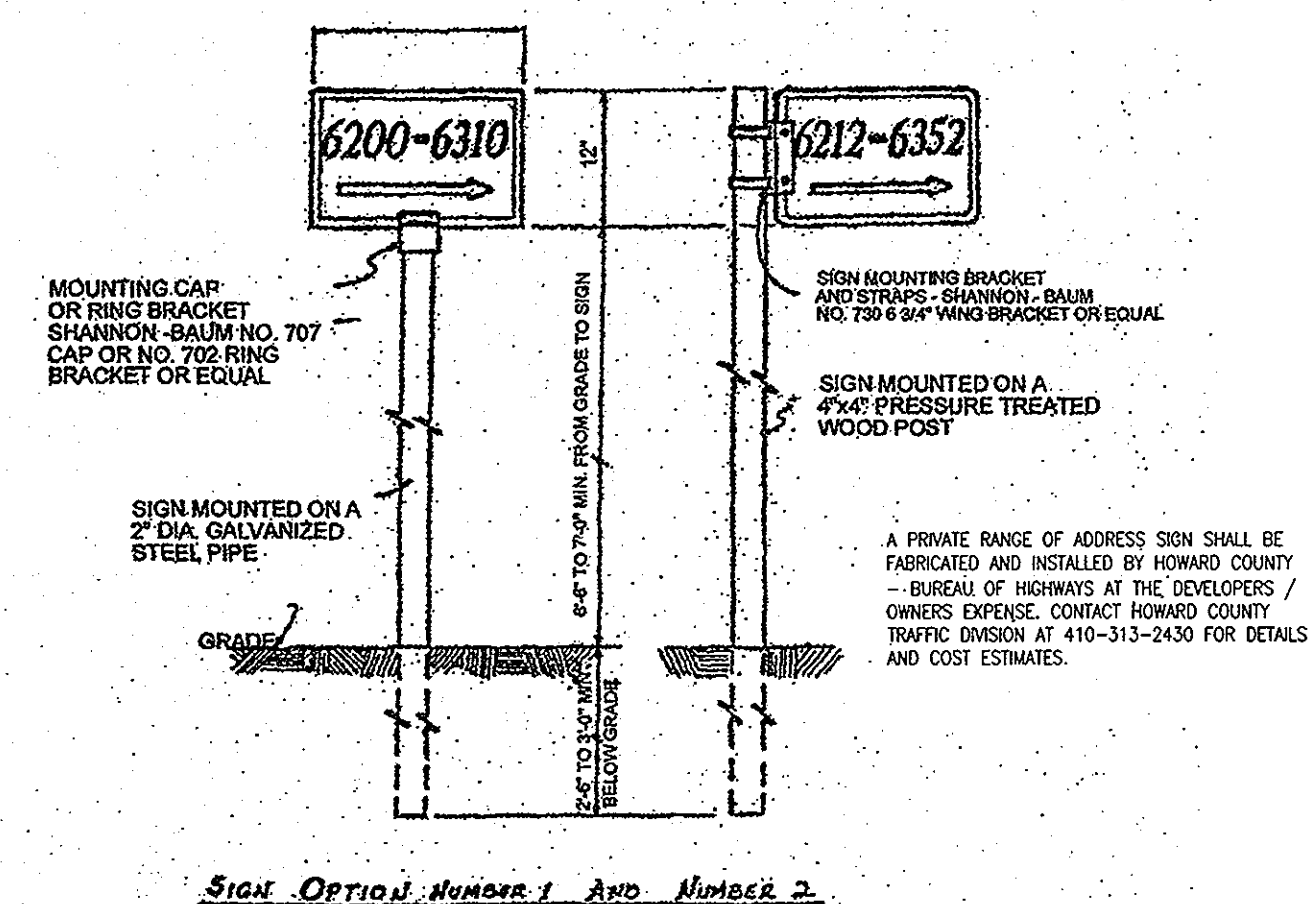 6200-6310
6212-6352
12"
MOUNTING CAP
OR RING BRACKET
SHANNON-BAUM NO. 707
CAP OR NO. 702 RING
BRACKET OR EQUAL
SIGN MOUNTING BRACKET
AND STRAPS - SHANNON - BAUM
NO. 730 6 3/4" WING BRACKET OR EQUAL
SIGN MOUNTED ON A
4"x4" PRESSURE TREATED
WOOD POST
6'-6" TO 7'-0" MIN. FROM GRADE TO SIGN
SIGN MOUNTED ON A
2" DIA. GALVANIZED
STEEL PIPE
A PRIVATE RANGE OF ADDRESS SIGN SHALL BE
FABRICATED AND INSTALLED BY HOWARD COUNTY
- BUREAU OF HIGHWAYS AT THE DEVELOPERS /
OWNERS EXPENSE. CONTACT HOWARD COUNTY
TRAFFIC DIVISION AT 410-313-2430 FOR DETAILS
AND COST ESTIMATES.
GRADE
2'-6" TO 3'-0" MIN.
BELOW GRADE
SIGN OPTION NUMBER 1 AND NUMBER 2